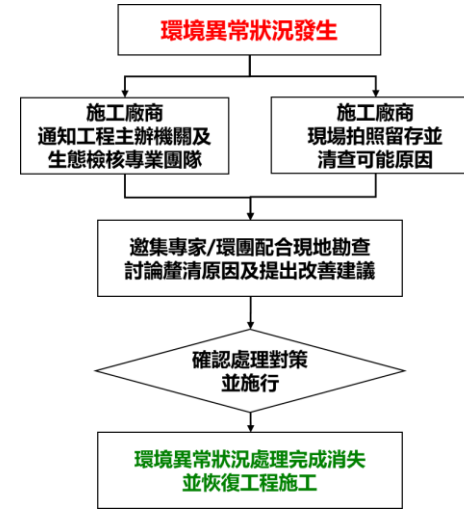 環境異常狀況發生
施工廠商
通知工程主辦機關及
生態檢核專業團隊
施工廠商
現場拍照留存並
清查可能原因
邀集專家/環團配合現地勘查
討論釐清原因及提出改善建議
確認處理對策
並施行
環境異常狀況處理完成消失
並恢復工程施工